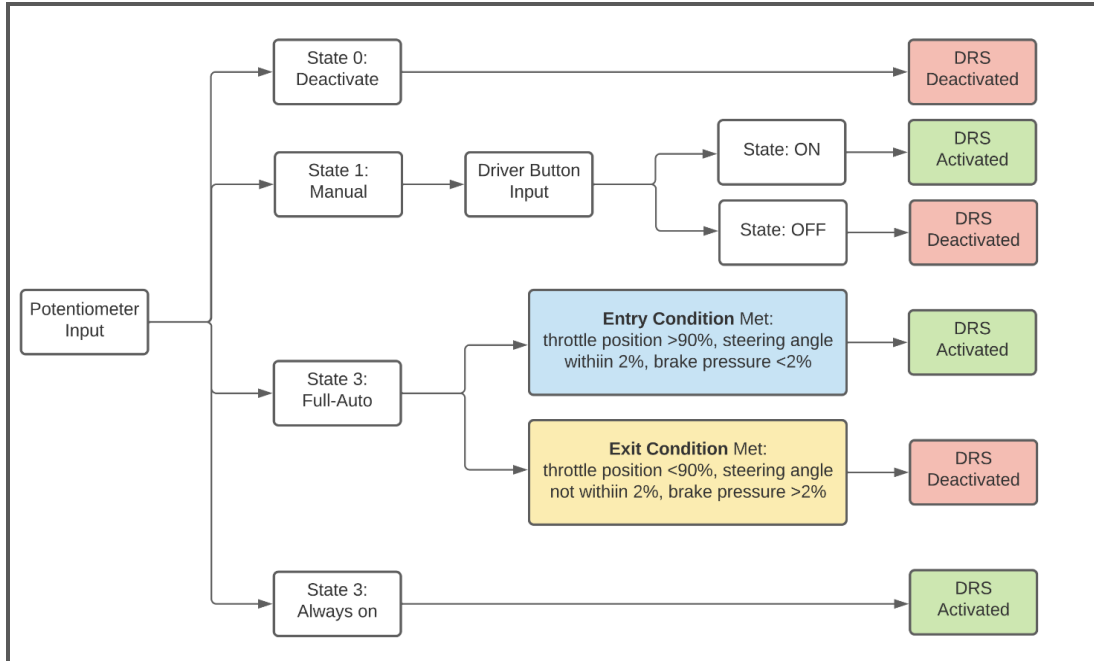 State 0:
Deactivate
DRS
Deactivated
State 1:
Manual
Driver Button
Input
State: ON
DRS
Activated
State: OFF
DRS
Deactivated
Potentiometer
Input
State 3:
Full-Auto
Entry Condition Met:
throttle position >90%, steering angle
withiin 2%, brake pressure <2%
DRS
Activated
Exit Condition Met:
throttle position <90%, steering angle
not withiin 2%, brake pressure >2%
DRS
Deactivated
State 3:
Always on
DRS
Activated